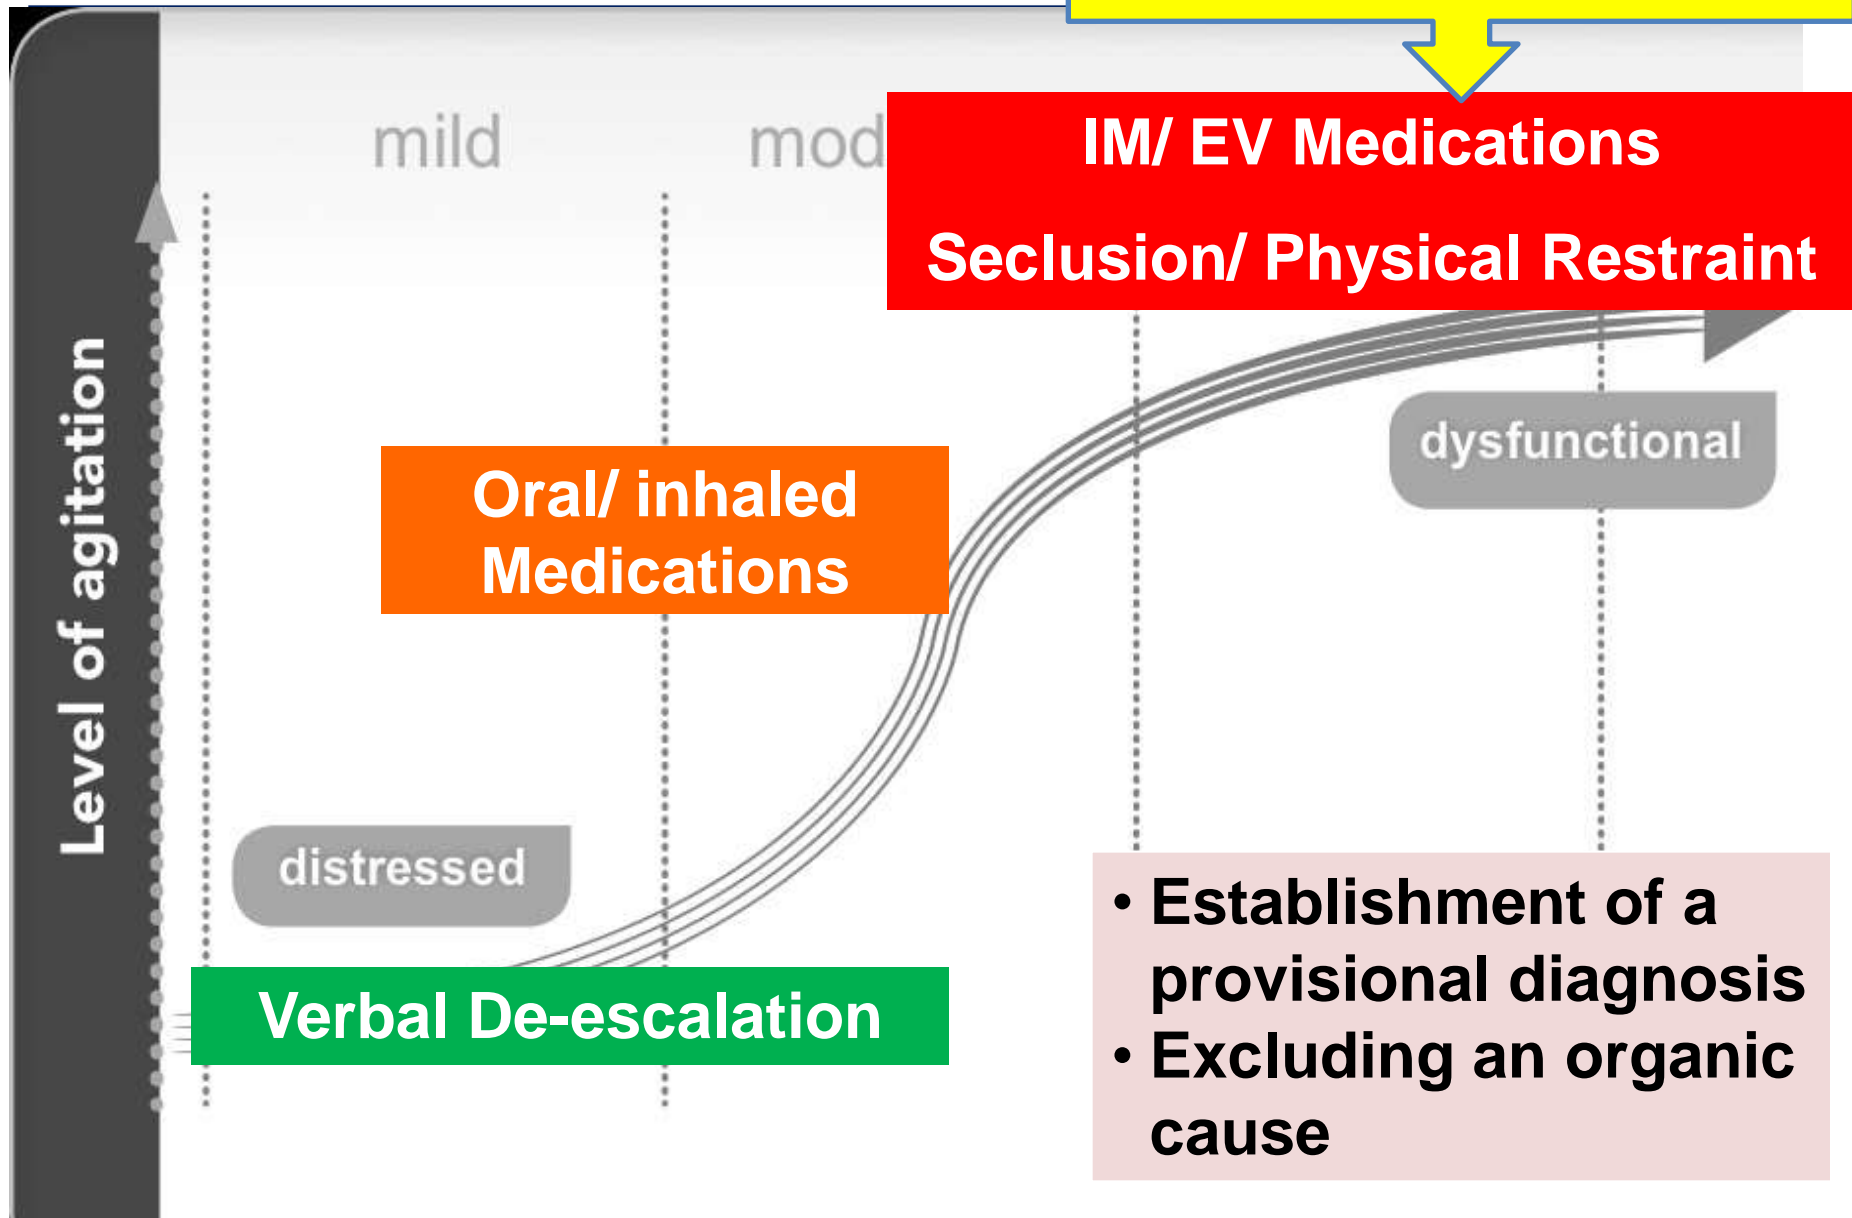 mild
mod
IM/ EV Medications
Seclusion/ Physical Restraint
Level of agitation
dysfunctional
Oral/ inhaled
Medications
distressed
Verbal De-escalation
• Establishment of a
provisional diagnosis
• Excluding an organic
cause